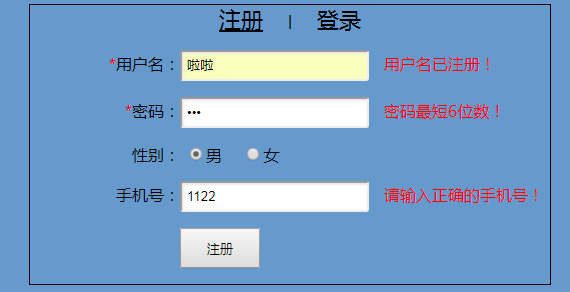 注册 | 登录
*用户名： 啦啦 用户名已注册！
*密码： ••• 密码最短6位数！
性别： 男 女
手机号： 1122 请输入正确的手机号！
注册